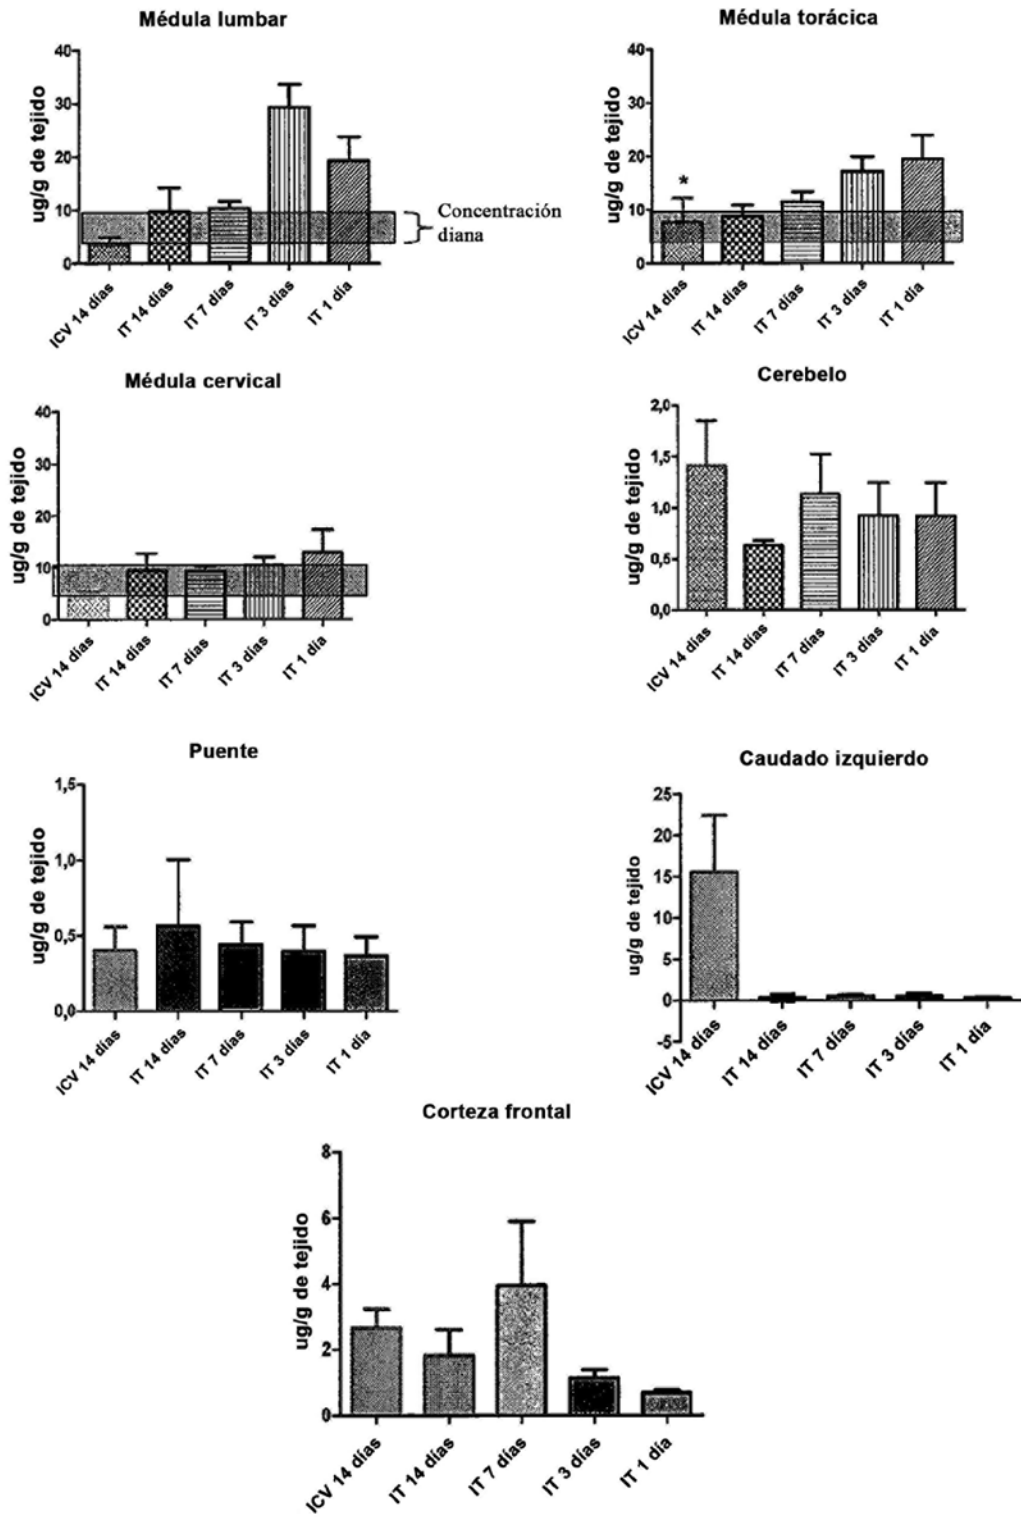 Médula lumbar
ug/g de tejido
40
30
20
10
0
Concentración
diana
ICV 14 días
IT 14 días
IT 7 días
IT 3 días
IT 1 día
Médula torácica
ug/g de tejido
40
30
20
10
0
*
ICV 14 días
IT 14 días
IT 7 días
IT 3 días
IT 1 día
Médula cervical
ug/g de tejido
40
30
20
10
0
ICV 14 días
IT 14 días
IT 7 días
IT 3 días
IT 1 día
Cerebelo
ug/g de tejido
2,0
1,5
1,0
0,5
0,0
ICV 14 días
IT 14 días
IT 7 días
IT 3 días
IT 1 día
Puente
ug/g de tejido
1,5
1,0
0,5
0,0
ICV 14 días
IT 14 días
IT 7 días
IT 3 días
IT 1 día
Caudado izquierdo
ug/g de tejido
25
20
15
10
5
0
-5
ICV 14 días
IT 14 días
IT 7 días
IT 3 días
IT 1 día
Corteza frontal
ug/g de tejido
8
6
4
2
0
ICV 14 días
IT 14 días
IT 7 días
IT 3 días
IT 1 día